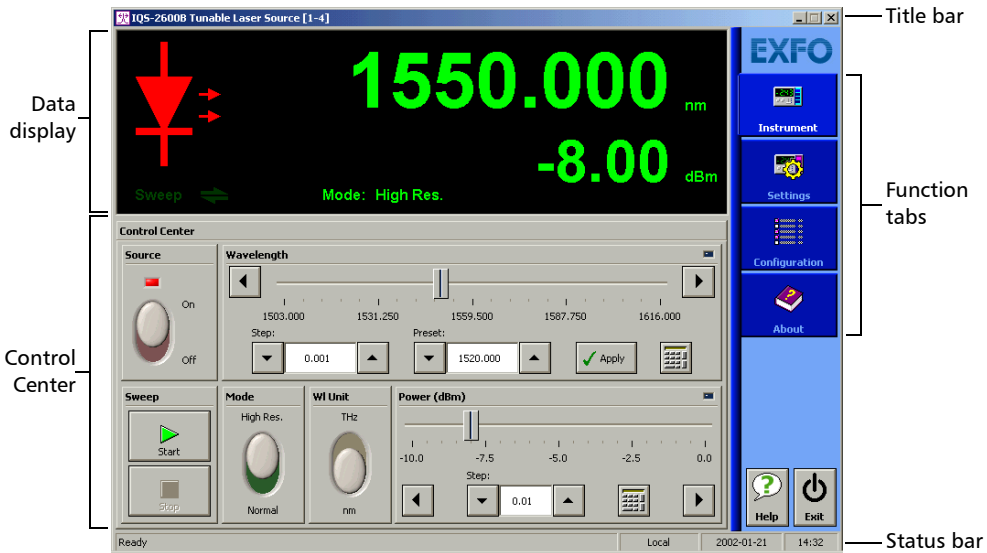 IQS-2600B Tunable Laser Source [1-4]
Title bar
Data
display
1550.000 nm
-8.00 dBm
Sweep
Mode: High Res.
EXFO
Instrument
Settings
Configuration
About
Function
tabs
Control
Center
Control Center
Source
On
Off
Wavelength
1503.000 1531.250 1559.500 1587.750 1616.000
Step: Preset:
0.001 1520.000 Apply
Sweep
Start
Stop
Mode
High Res.
Normal
Wl Unit
THz
nm
Power (dBm)
-10.0 -7.5 -5.0 -2.5 0.0
Step:
0.01
Help
Exit
Ready Local 2002-01-21 14:32
Status bar